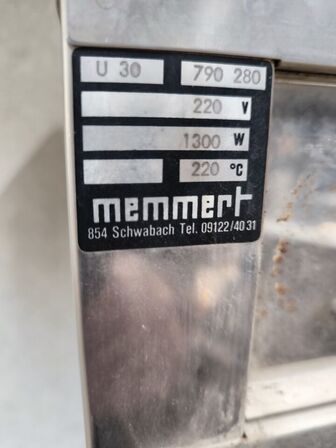 U 30 790 280
220 V
1300 W
220 °C
memmert
854 Schwabach Tel. 09122/40 31